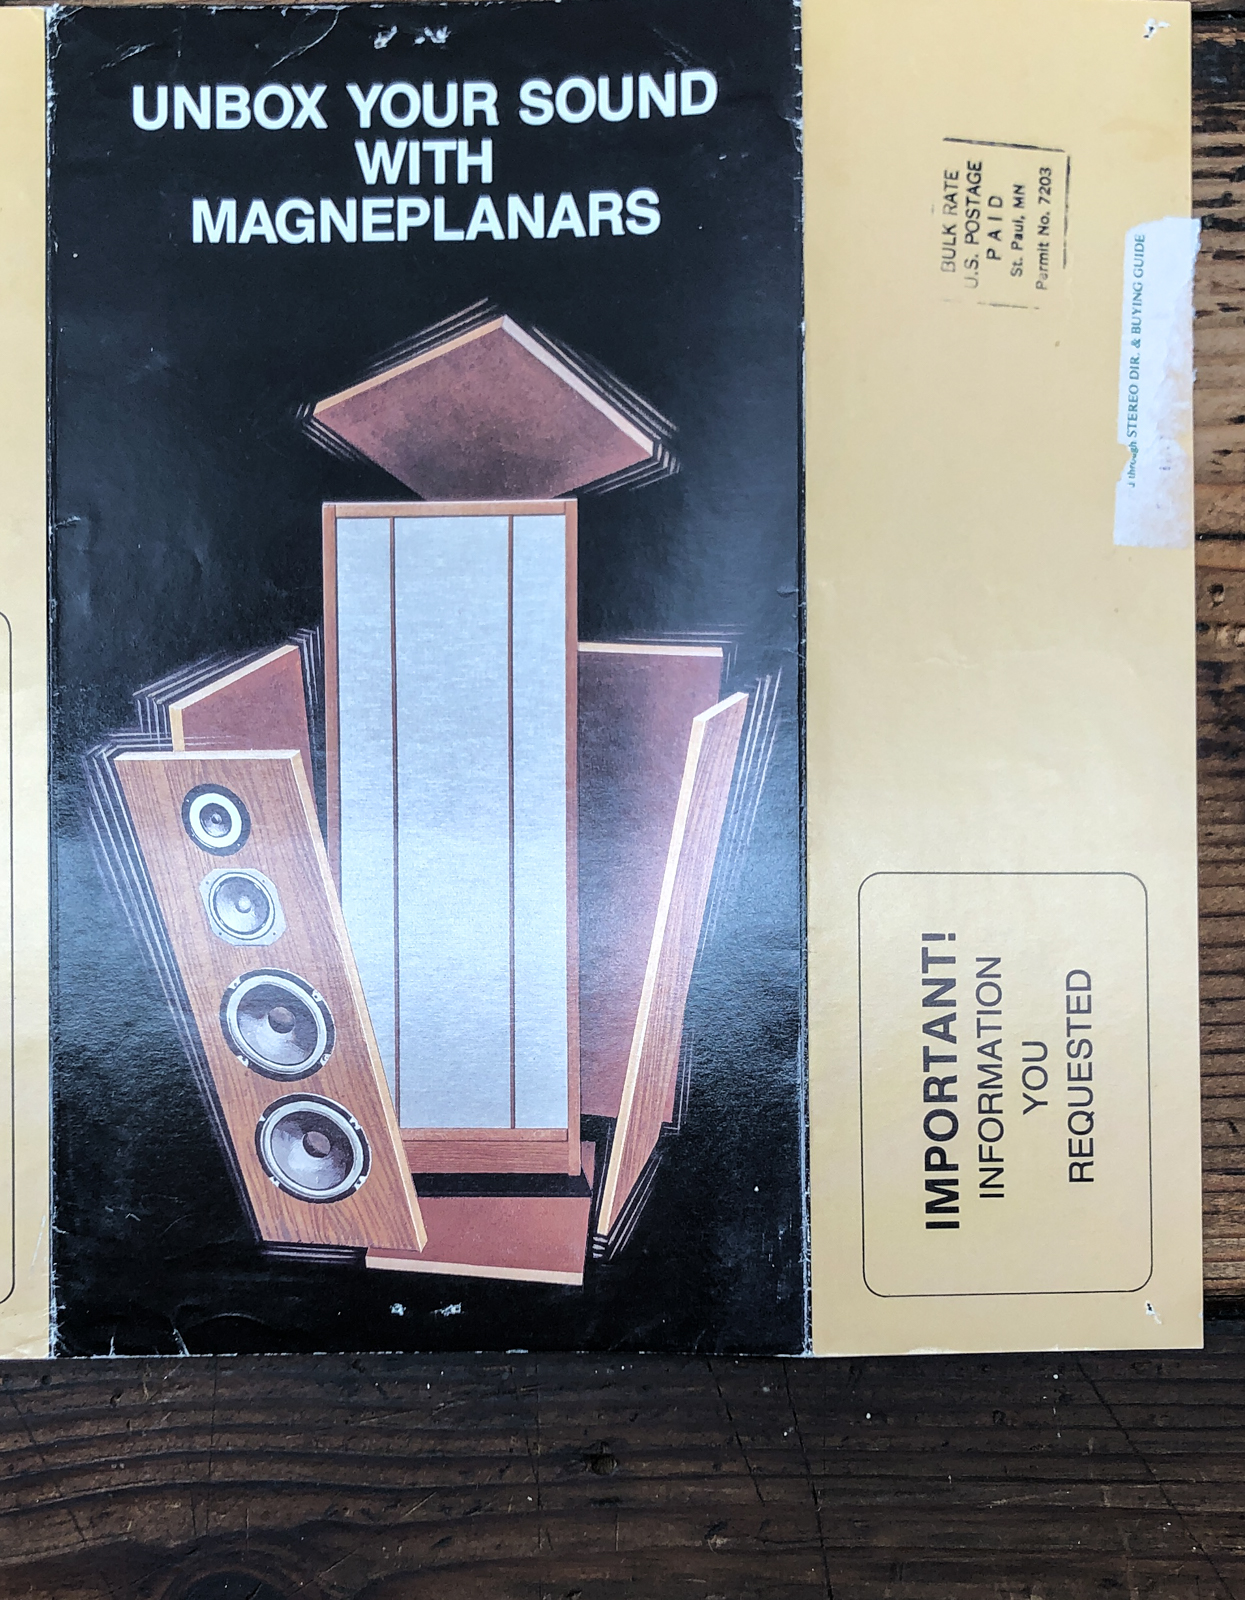 UNBOX YOUR SOUND
WITH
MAGNEPLANARS
BULK RATE
U.S. POSTAGE
PAID
St. Paul, MN
Permit No. 7203
through STEREO DIR. & BUYING GUIDE
IMPORTANT!
INFORMATION
YOU
REQUESTED